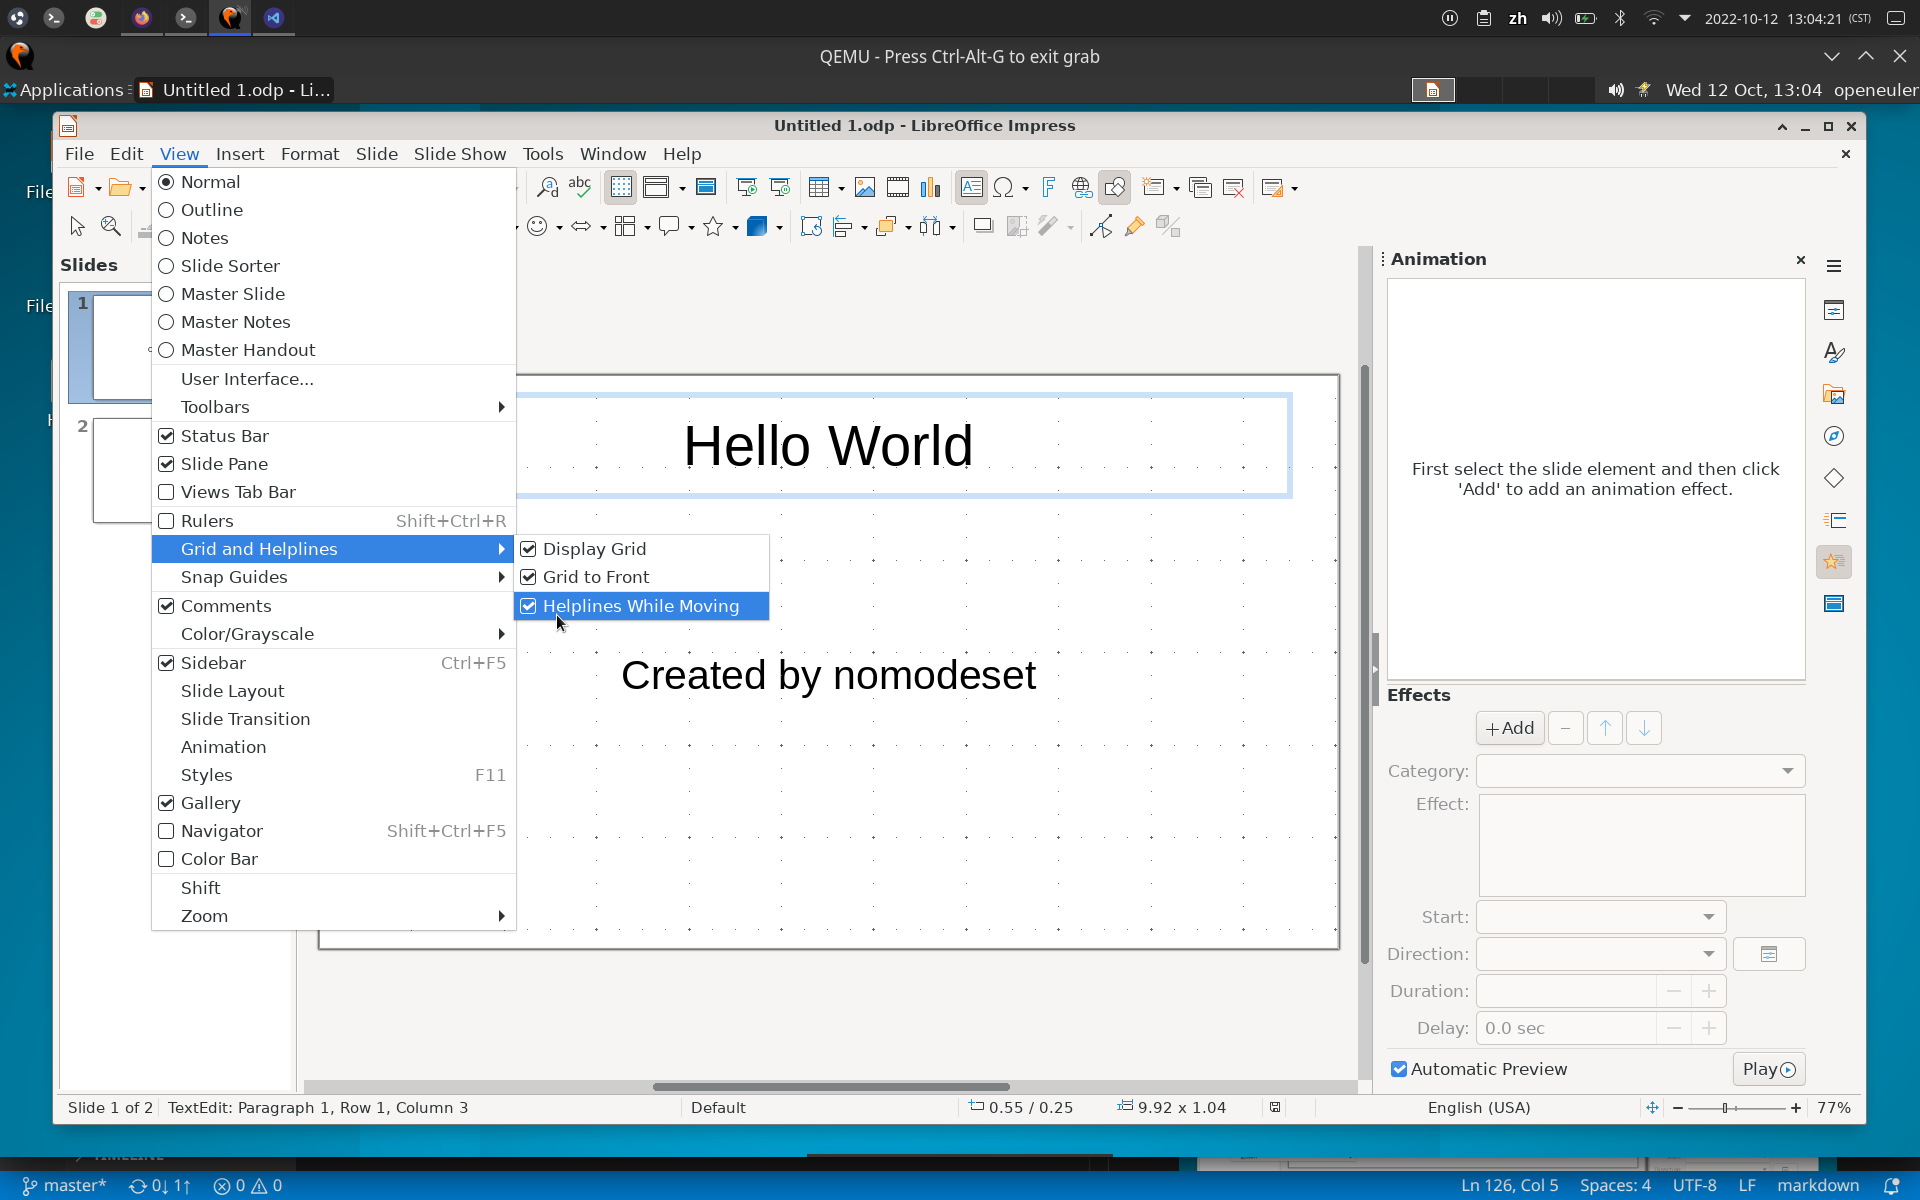 zh
2022-10-12 13:04:21 (CST)
QEMU - Press Ctrl-Alt-G to exit grab
Applications
Untitled 1.odp - Li...
Wed 12 Oct, 13:04
openeuler
Untitled 1.odp - LibreOffice Impress
File Edit View Insert Format Slide Slide Show Tools Window Help
File
File
abc
Slides
1
2
Normal
Outline
Notes
Slide Sorter
Master Slide
Master Notes
Master Handout
User Interface...
Toolbars
Status Bar
Slide Pane
Views Tab Bar
Rulers Shift+Ctrl+R
Grid and Helplines
Snap Guides
Comments
Color/Grayscale
Sidebar Ctrl+F5
Slide Layout
Slide Transition
Animation
Styles F11
Gallery
Navigator Shift+Ctrl+F5
Color Bar
Shift
Zoom
Display Grid
Grid to Front
Helplines While Moving
Hello World
Created by nomodeset
Animation
First select the slide element and then click
'Add' to add an animation effect.
Effects
+Add
Category:
Effect:
Start:
Direction:
Duration:
Delay: 0.0 sec
Automatic Preview
Play
Slide 1 of 2
TextEdit: Paragraph 1, Row 1, Column 3
Default
0.55 / 0.25
9.92 x 1.04
English (USA)
77%
TIMELINE
master*
0↓ 1↑
0
0
Ln 126, Col 5
Spaces: 4
UTF-8
LF
markdown